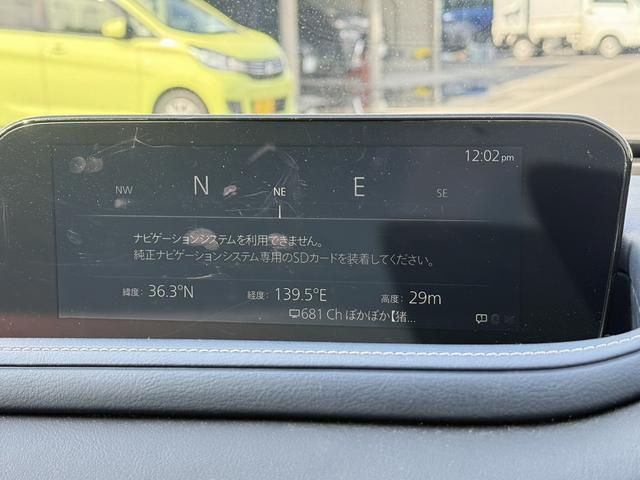 12:02pm
NW N NE E SE
ナビゲーションシステムを利用できません。
純正ナビゲーションシステム専用のSDカードを装着してください。
緯度: 36.3°N 経度: 139.5°E 高度: 29m
681 Ch ぽかぽか【猪...